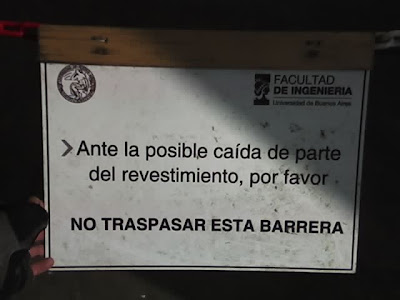 FACULTAD
DE INGENIERIA
Universidad de Buenos Aires
Ante la posible caída de parte
del revestimiento, por favor
NO TRASPASAR ESTA BARRERA